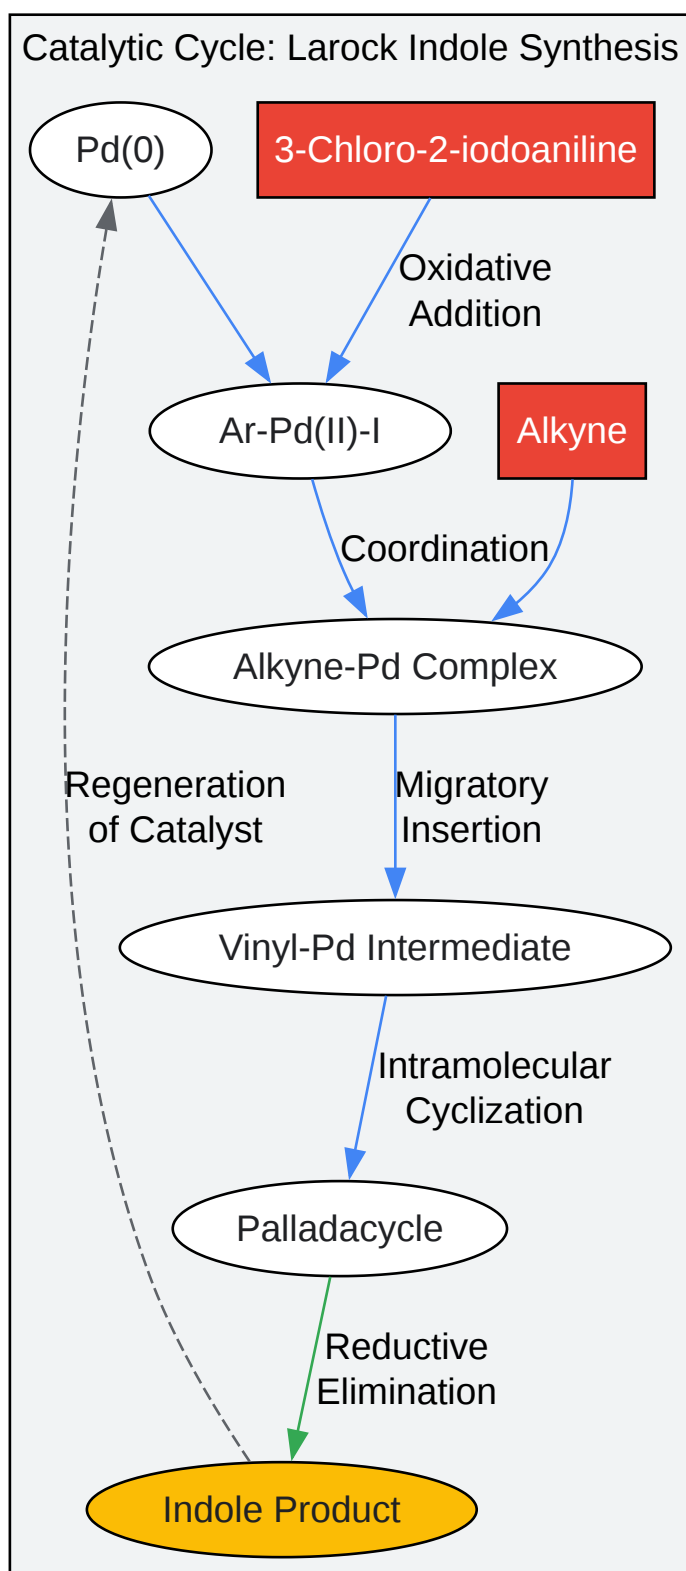 Catalytic Cycle: Larock Indole Synthesis
Pd(0)
3-Chloro-2-iodoaniline
Oxidative
Addition
Ar-Pd(II)-I
Alkyne
Coordination
Alkyne-Pd Complex
Regeneration
of Catalyst
Migratory
Insertion
Vinyl-Pd Intermediate
Intramolecular
Cyclization
Palladacycle
Reductive
Elimination
Indole Product